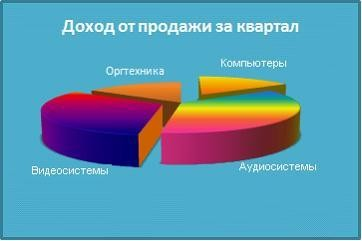 Доход от продажи за квартал
Компьютеры
Оргтехника
Видеосистемы
Аудиосистемы